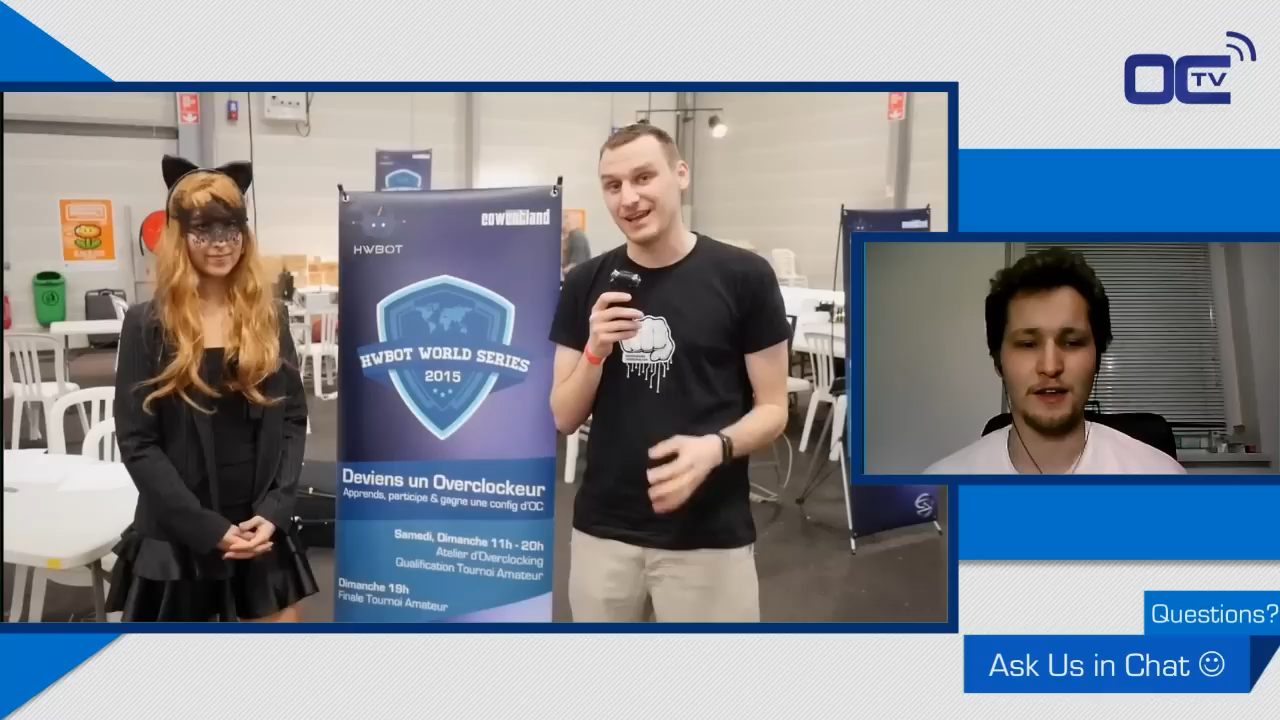 OC TV
HWBOT
HWBOT WORLD SERIES
2015
Deviens un Overclockeur
Apprends, participe & gagne une config d'OC
Samedi, Dimanche 11h - 20h
Atelier d'Overclocking
Qualification Tournoi Amateur
Dimanche 19h
Finale Tournoi Amateur
Questions?
Ask Us in Chat ☺